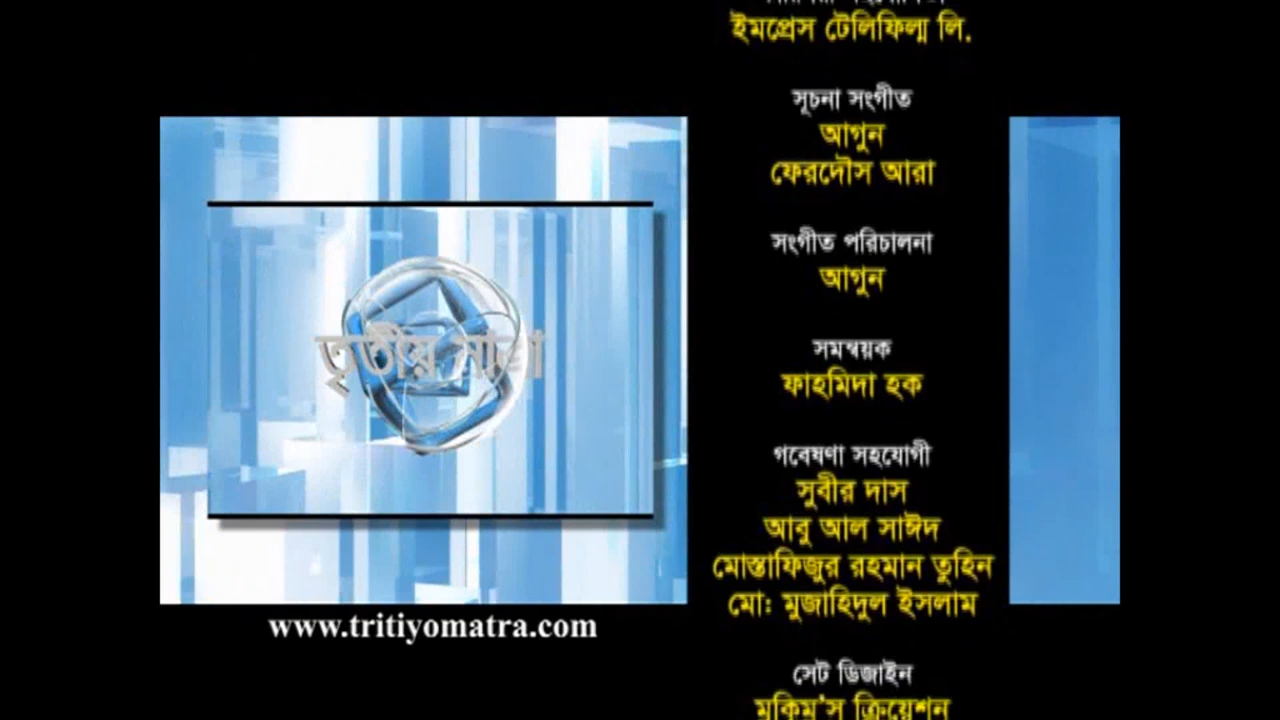 ইমপ্রেস টেলিফিল্ম লি.
সূচনা সংগীত
আগুন
ফেরদৌস আরা
সংগীত পরিচালনা
আগুন
সমন্বয়ক
ফাহমিদা হক
গবেষণা সহযোগী
সুবীর দাস
আবু আল সাঈদ
মোস্তাফিজুর রহমান তুহিন
মো: মুজাহিদুল ইসলাম
সেট ডিজাইন
মুকিম'স ক্রিয়েশন
তৃতীয় মাত্রা
www.tritiyomatra.com